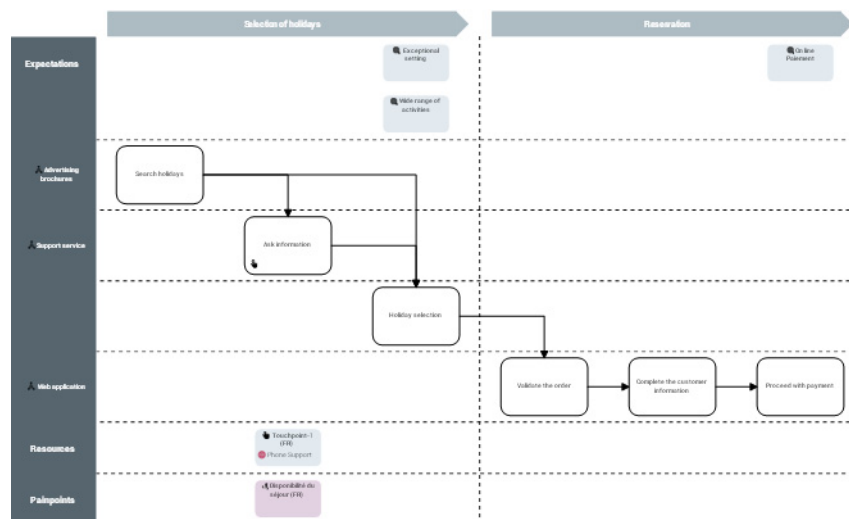 Selection of holidays
Reservation
Expectations
Exceptional
setting
Online
Paiement
Wide range of
activities
Advertising
brochures
Search holidays
Support service
Ask information
Holiday selection
Web application
Validate the order
Complete the customer
information
Proceed with payment
Resources
Touchpoint-1
(FR)
Phone Support
Painpoints
Disponibilité du
séjour (FR)